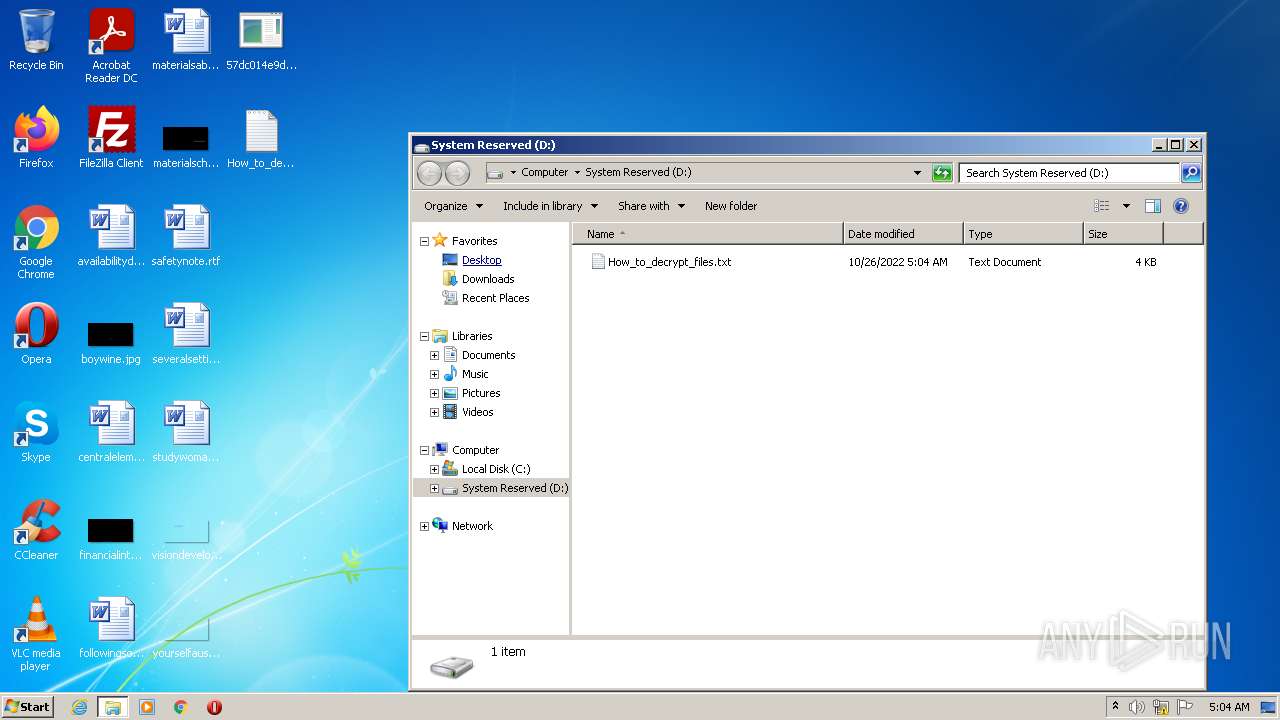 Recycle Bin
Acrobat
Reader DC
materialsab...
57dc014e9d...
Firefox
FileZilla Client
materialsch...
How_to_de...
Google
Chrome
availabilityd...
safetynote.rtf
Opera
boywine.jpg
severalsetti...
Skype
centralelem...
studywoma...
CCleaner
financialint...
visiondevelo...
VLC media
player
followingso...
yourselfaus...
System Reserved (D:)
Computer
System Reserved (D:)
Search System Reserved (D:)
Organize
Include in library
Share with
New folder
Name
Date modified
Type
Size
How_to_decrypt_files.txt
10/26/2023 5:04 AM
Text Document
4 KB
Favorites
Desktop
Downloads
Recent Places
Libraries
Documents
Music
Pictures
Videos
Computer
Local Disk (C:)
System Reserved (D:)
Network
1 item
ANY RUN
Start
5:04 AM